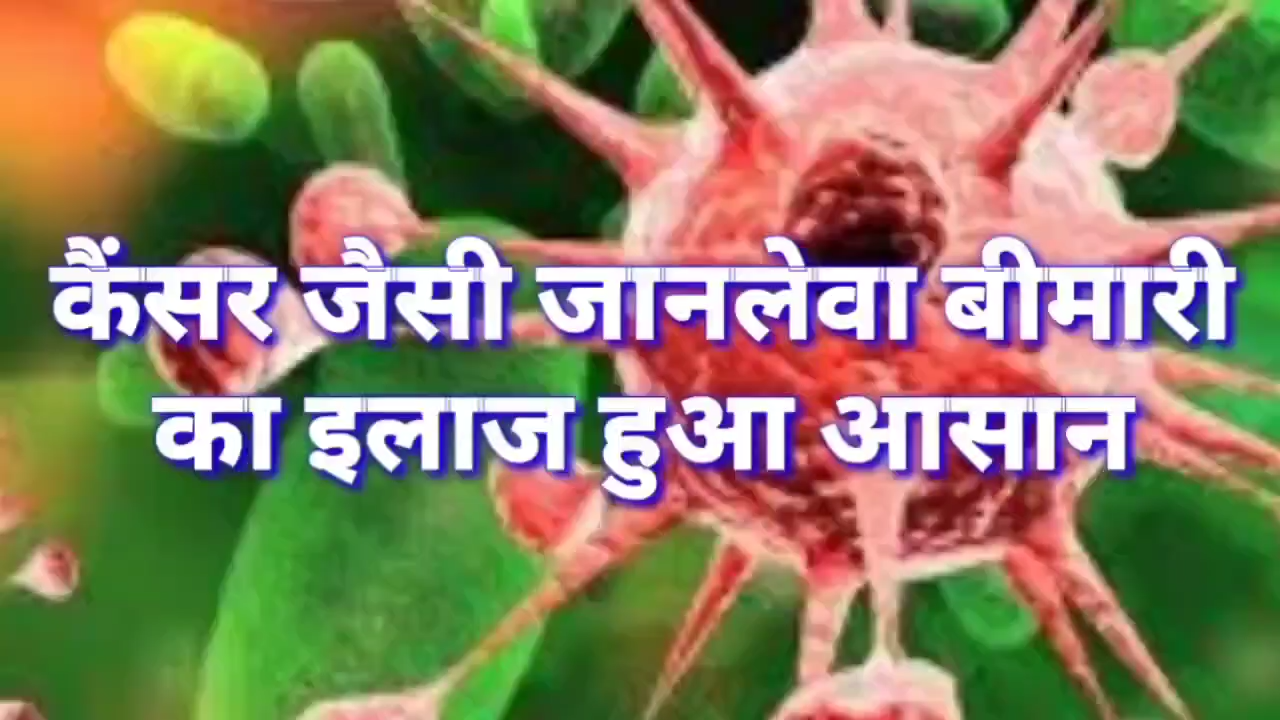 कैंसर जैसी जानलेवा बीमारी
का इलाज हुआ आसान